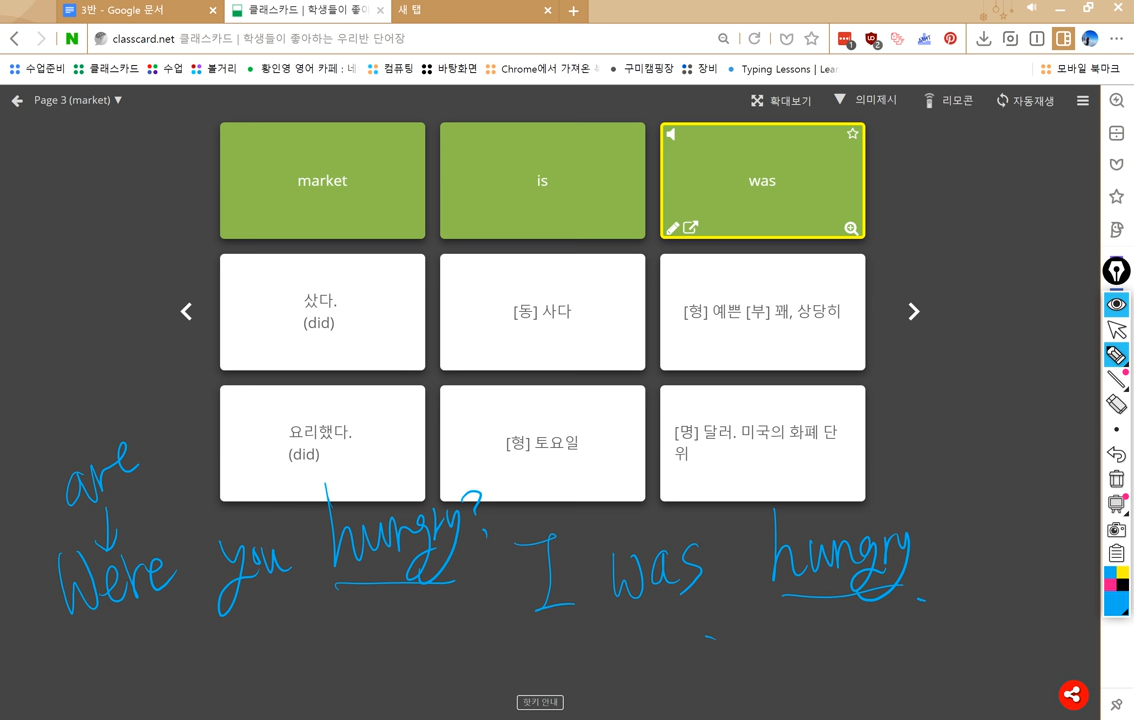 3반 - Google 문서
클래스카드 | 학생들이 좋아
새 탭
N classcard.net 클래스카드 | 학생들이 좋아하는 우리반 단어장
수업준비 클래스카드 수업 볼거리 황인영 영어 카페 : 네 컴퓨팅 바탕화면 Chrome에서 가져온 구미캠핑장 장비 Typing Lessons | Lear 모바일 북마크
Page 3 (market) ▼ 확대보기 의미제시 리모콘 자동재생
market
is
was
샀다.
(did)
[동] 사다
[형] 예쁜 [부] 꽤, 상당히
요리했다.
(did)
[형] 토요일
[명] 달러. 미국의 화폐 단
위
are
Were you hungry? I was hungry.
핫키 안내